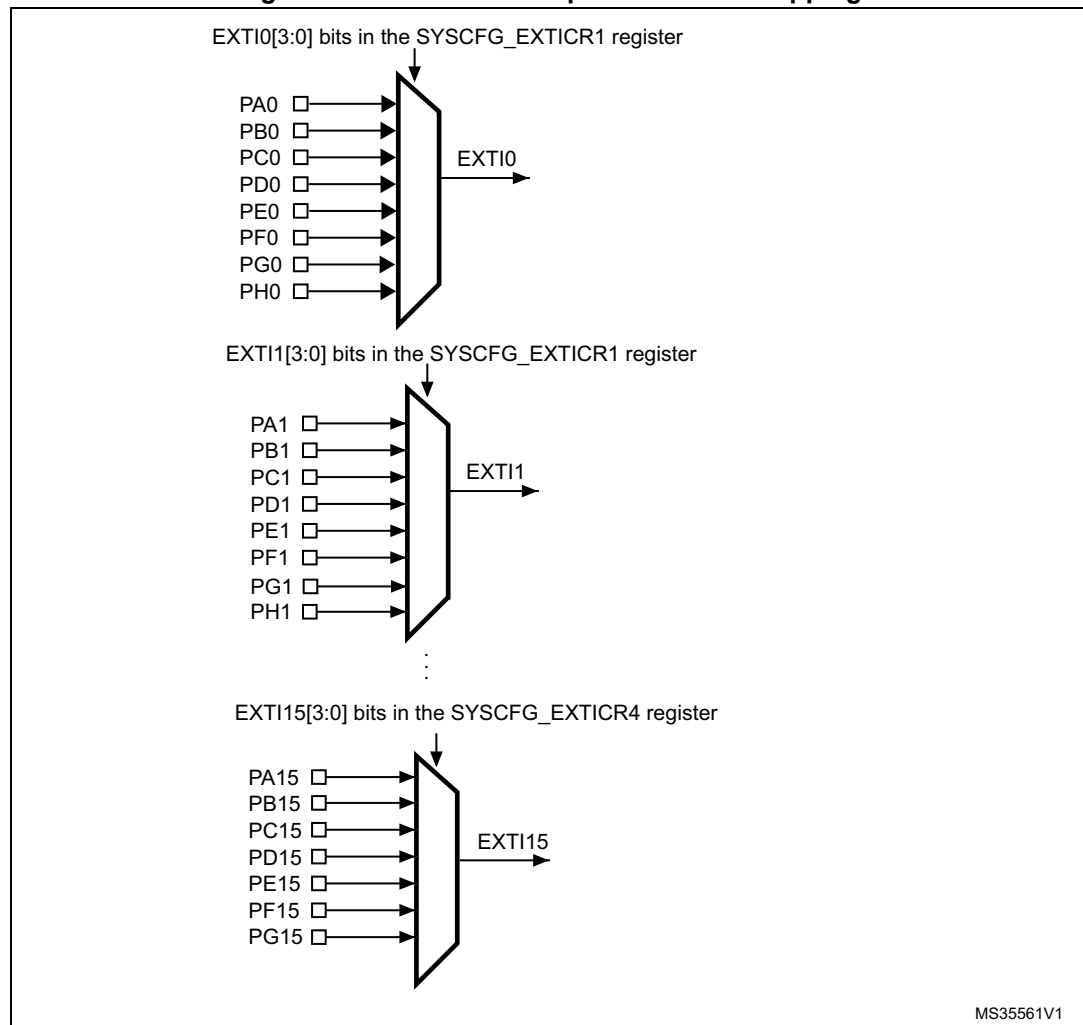 EXTI0[3:0] bits in the SYSCFG_EXTICR1 register
PA0
PB0
PC0
EXTI0
PD0
PE0
PF0
PG0
PH0
EXTI1[3:0] bits in the SYSCFG_EXTICR1 register
PA1
PB1
PC1
EXTI1
PD1
PE1
PF1
PG1
PH1
EXTI15[3:0] bits in the SYSCFG_EXTICR4 register
PA15
PB15
PC15
EXTI15
PD15
PE15
PF15
PG15
MS35561V1